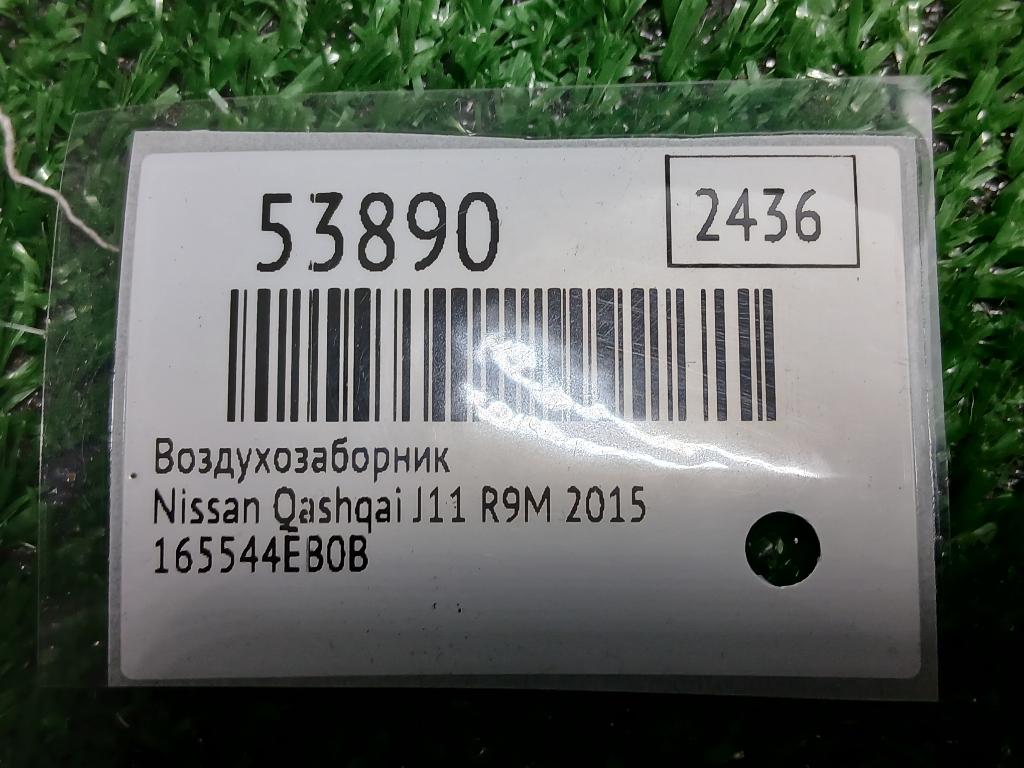 53890
2436
Воздухозаборник
Nissan Qashqai J11 R9M 2015
165544EB0B